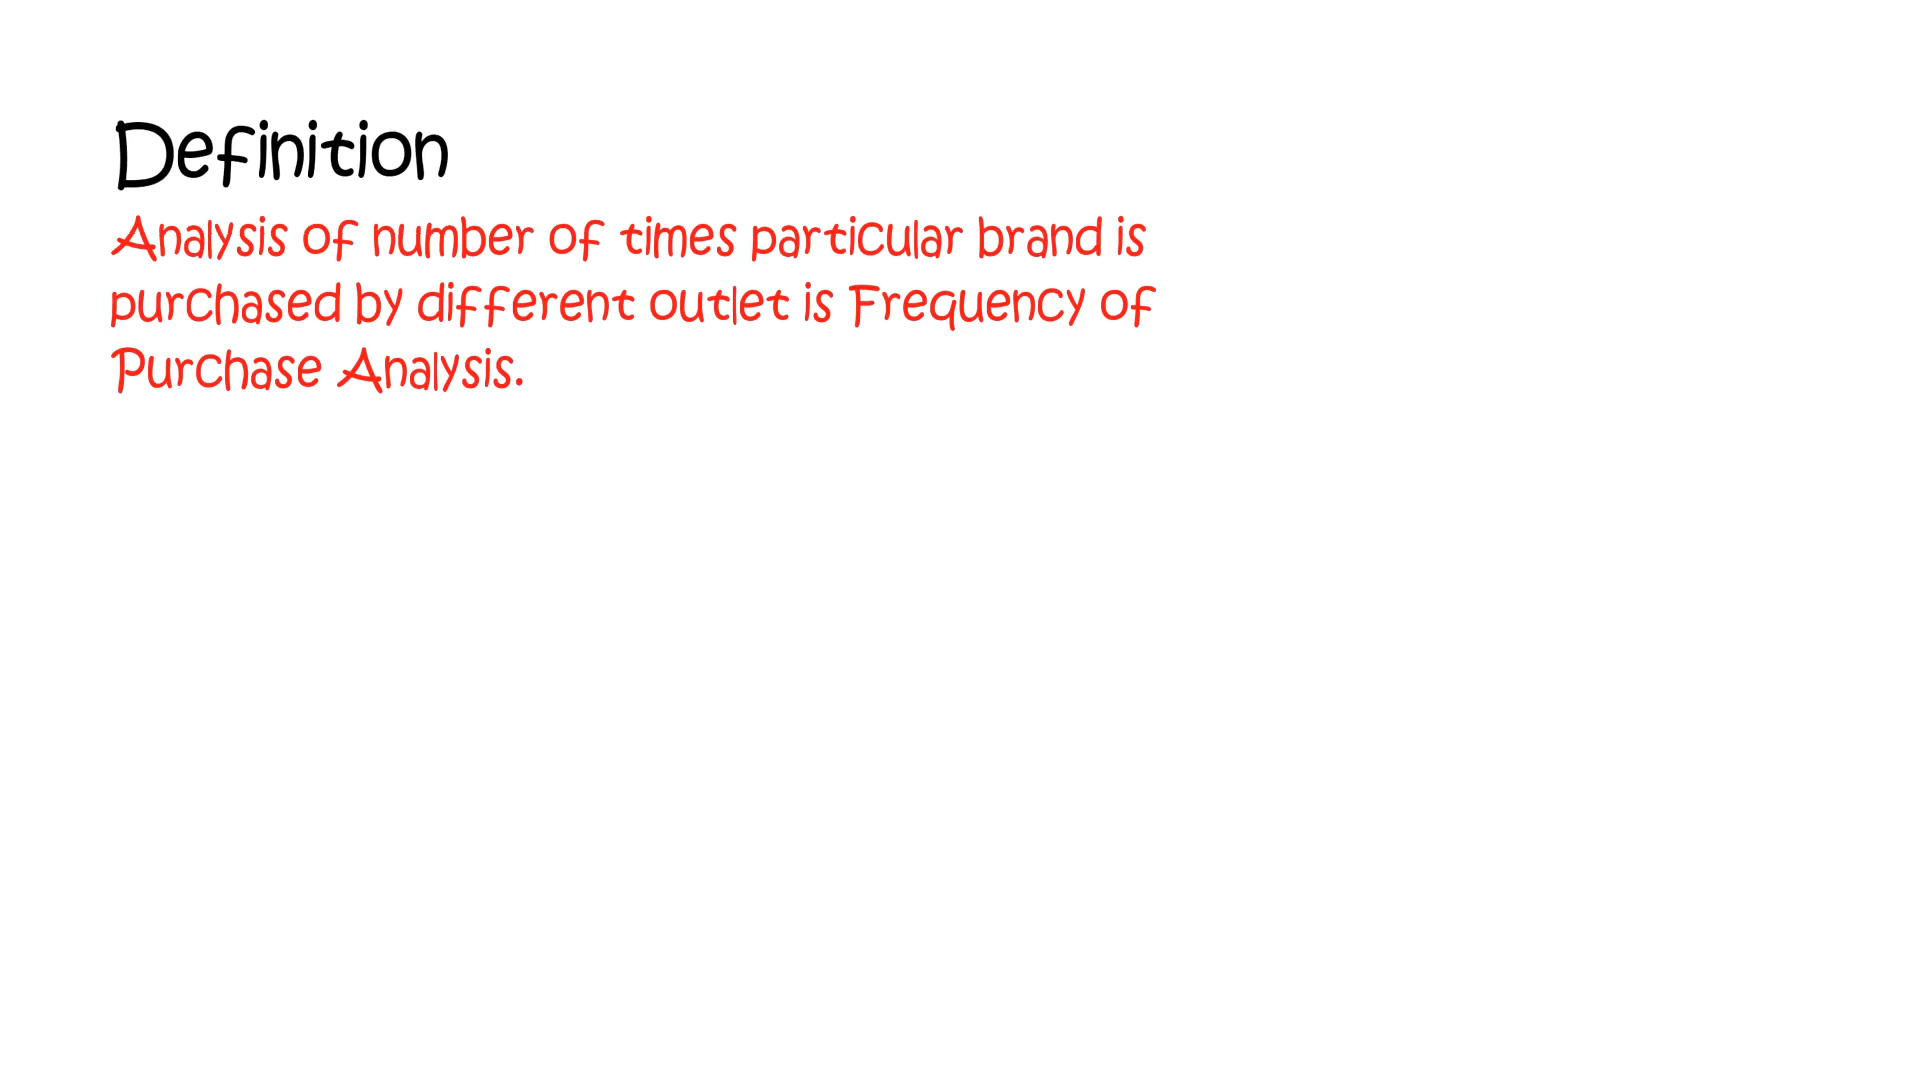 Definition
Analysis of number of times particular brand is
purchased by different outlet is Frequency of
Purchase Analysis.